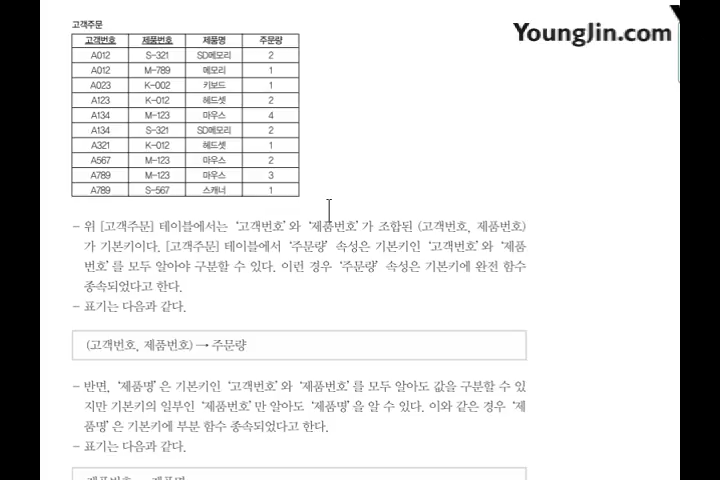 고객주문
YoungJin.com
고객번호 제품번호 제품명 주문량
A012 S-321 SD메모리 2
A012 M-789 메모리 1
A023 K-002 키보드 1
A123 K-012 헤드셋 2
A134 M-123 마우스 4
A134 S-321 SD메모리 2
A321 K-012 헤드셋 1
A567 M-123 마우스 2
A789 M-123 마우스 3
A789 S-567 스캐너 1
- 위 [고객주문] 테이블에서는 ‘고객번호’와 ‘제품번호’가 조합된 (고객번호, 제품번호)
가 기본키이다. [고객주문] 테이블에서 ‘주문량’ 속성은 기본키인 ‘고객번호’와 ‘제품
번호’를 모두 알아야 구분할 수 있다. 이런 경우 ‘주문량’ 속성은 기본키에 완전 함수
종속되었다고 한다.
- 표기는 다음과 같다.
(고객번호, 제품번호) → 주문량
- 반면, ‘제품명’은 기본키인 ‘고객번호’와 ‘제품번호’를 모두 알아도 값을 구분할 수 있
지만 기본키의 일부인 ‘제품번호’만 알아도 ‘제품명’을 알 수 있다. 이와 같은 경우 ‘제
품명’은 기본키에 부분 함수 종속되었다고 한다.
- 표기는 다음과 같다.